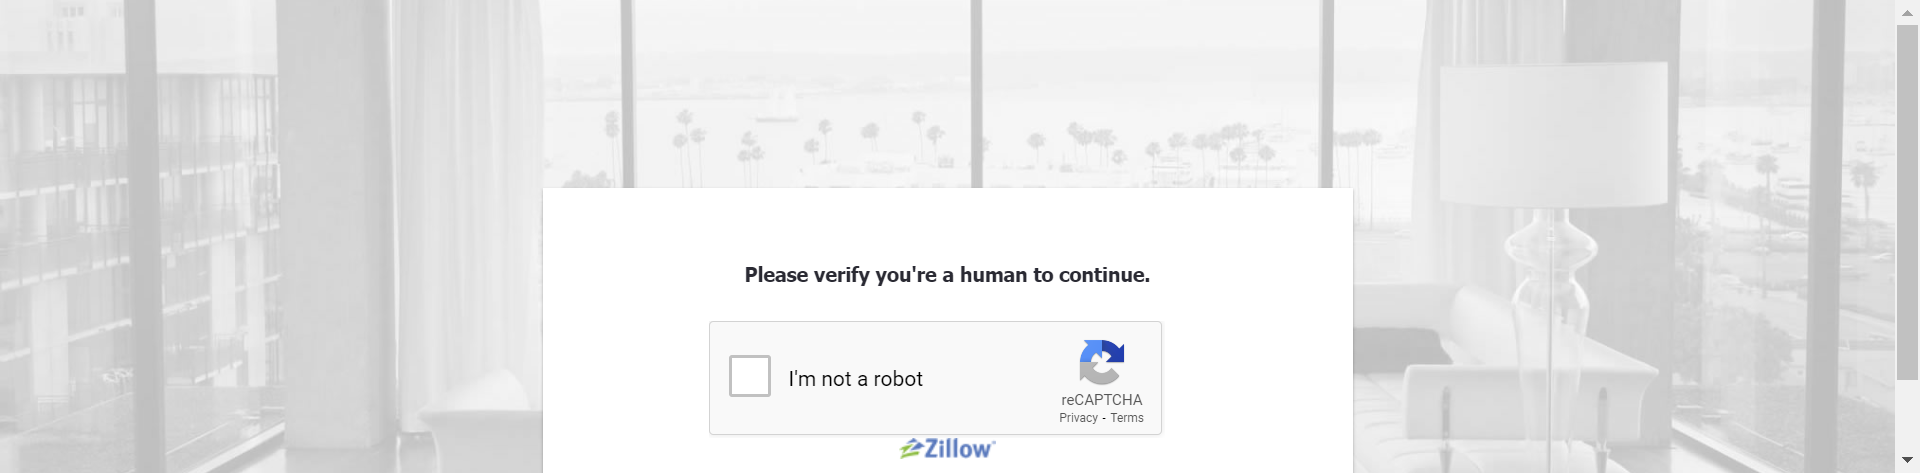 Please verify you're a human to continue.
I'm not a robot
reCAPTCHA
Privacy - Terms
Zillow